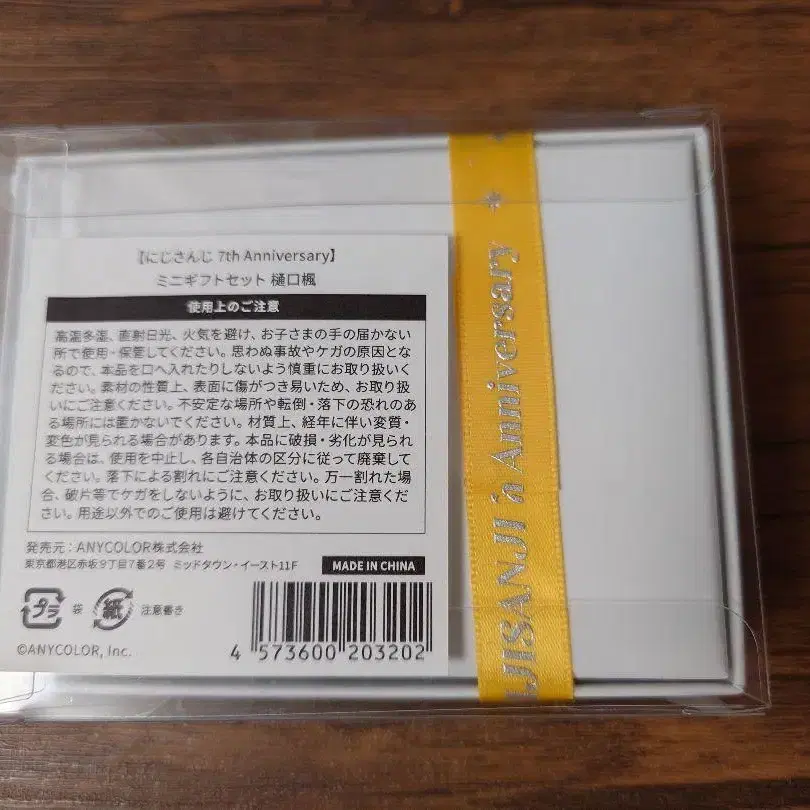 【にじさんじ 7th Anniversary】
ミニギフトセット 樋口楓
使用上のご注意
高温多湿、直射日光、火気を避け、お子さまの手の届かない
所で使用・保管してください。思わぬ事故やケガの原因とな
るので、本品を口へ入れたりしないよう慎重にお取り扱いく
ださい。素材の性質上、表面に傷がつき易いため、お取り扱
いにご注意ください。不安定な場所や転倒・落下の恐れのあ
る場所には置かないでください。材質上、経年に伴い変質・
変色が見られる場合があります。本品に破損・劣化が見られ
る場合は、使用を中止し、各自治体の区分に従って廃棄して
ください。落下による割れにご注意ください。万一割れた場
合、破片等でケガをしないように、お取り扱いにご注意くだ
さい。用途以外でのご使用は避けてください。
発売元：ANYCOLOR株式会社
東京都港区赤坂9丁目7番2号 ミッドタウン・イースト11F
MADE IN CHINA
プラ 袋 紙 注意書き
©ANYCOLOR, Inc.
4 573600 203202
IJISANJI 7th Anniversary